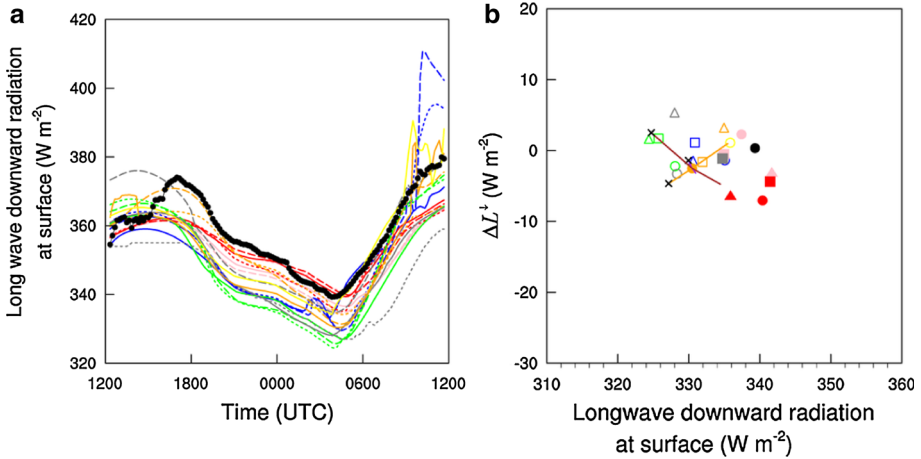 a
Long wave downward radiation
at surface (W m-2)
420
400
380
360
340
320
1200
1800
0000
0600
1200
Time (UTC)
b
ΔL↓ (W m-2)
20
10
0
-10
-20
-30
310
320
330
340
350
360
Longwave downward radiation
at surface (W m-2)